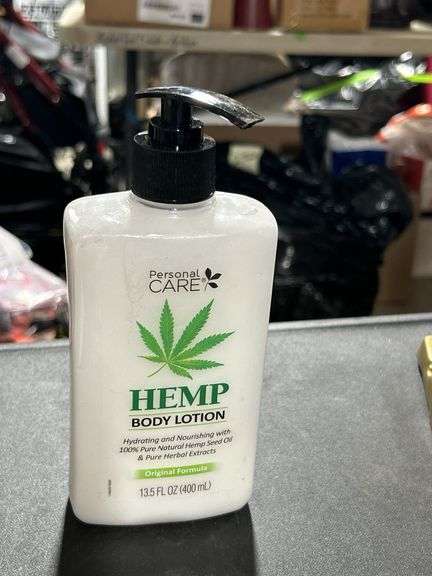 Personal
CARE®
HEMP
BODY LOTION
Hydrating and Nourishing with
100% Pure Natural Hemp Seed Oil
& Pure Herbal Extracts
Original Formula
13.5 FL OZ (400 mL)